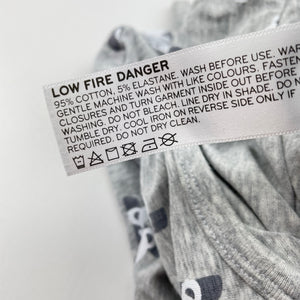 LOW FIRE DANGER
95% COTTON, 5% ELASTANE. WASH BEFORE USE. WARM
GENTLE MACHINE WASH WITH LIKE COLOURS. FASTEN
CLOSURES AND TURN GARMENT INSIDE OUT BEFORE
WASHING. DO NOT BLEACH. LINE DRY IN SHADE. DO NOT
TUMBLE DRY. COOL IRON ON REVERSE SIDE ONLY IF
DO NOT DRY CLEAN.